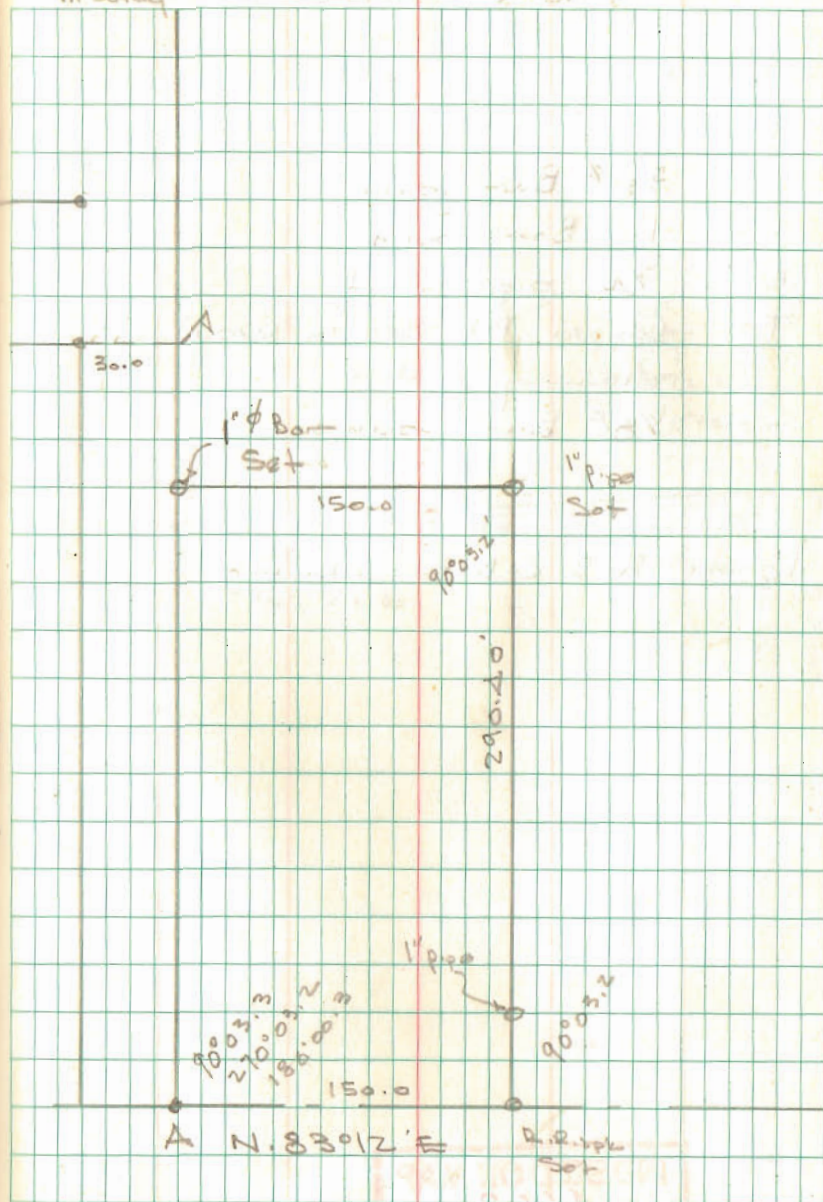 A
30.0
1" ϕ Bar
Set
1" pipe
Set
150.0
90°03.2'
290.40'
1" pipe
90°03.3
270°03.2
180.00.3
90°03.2
150.0
A N.83°12'E
R.R.spk
Set